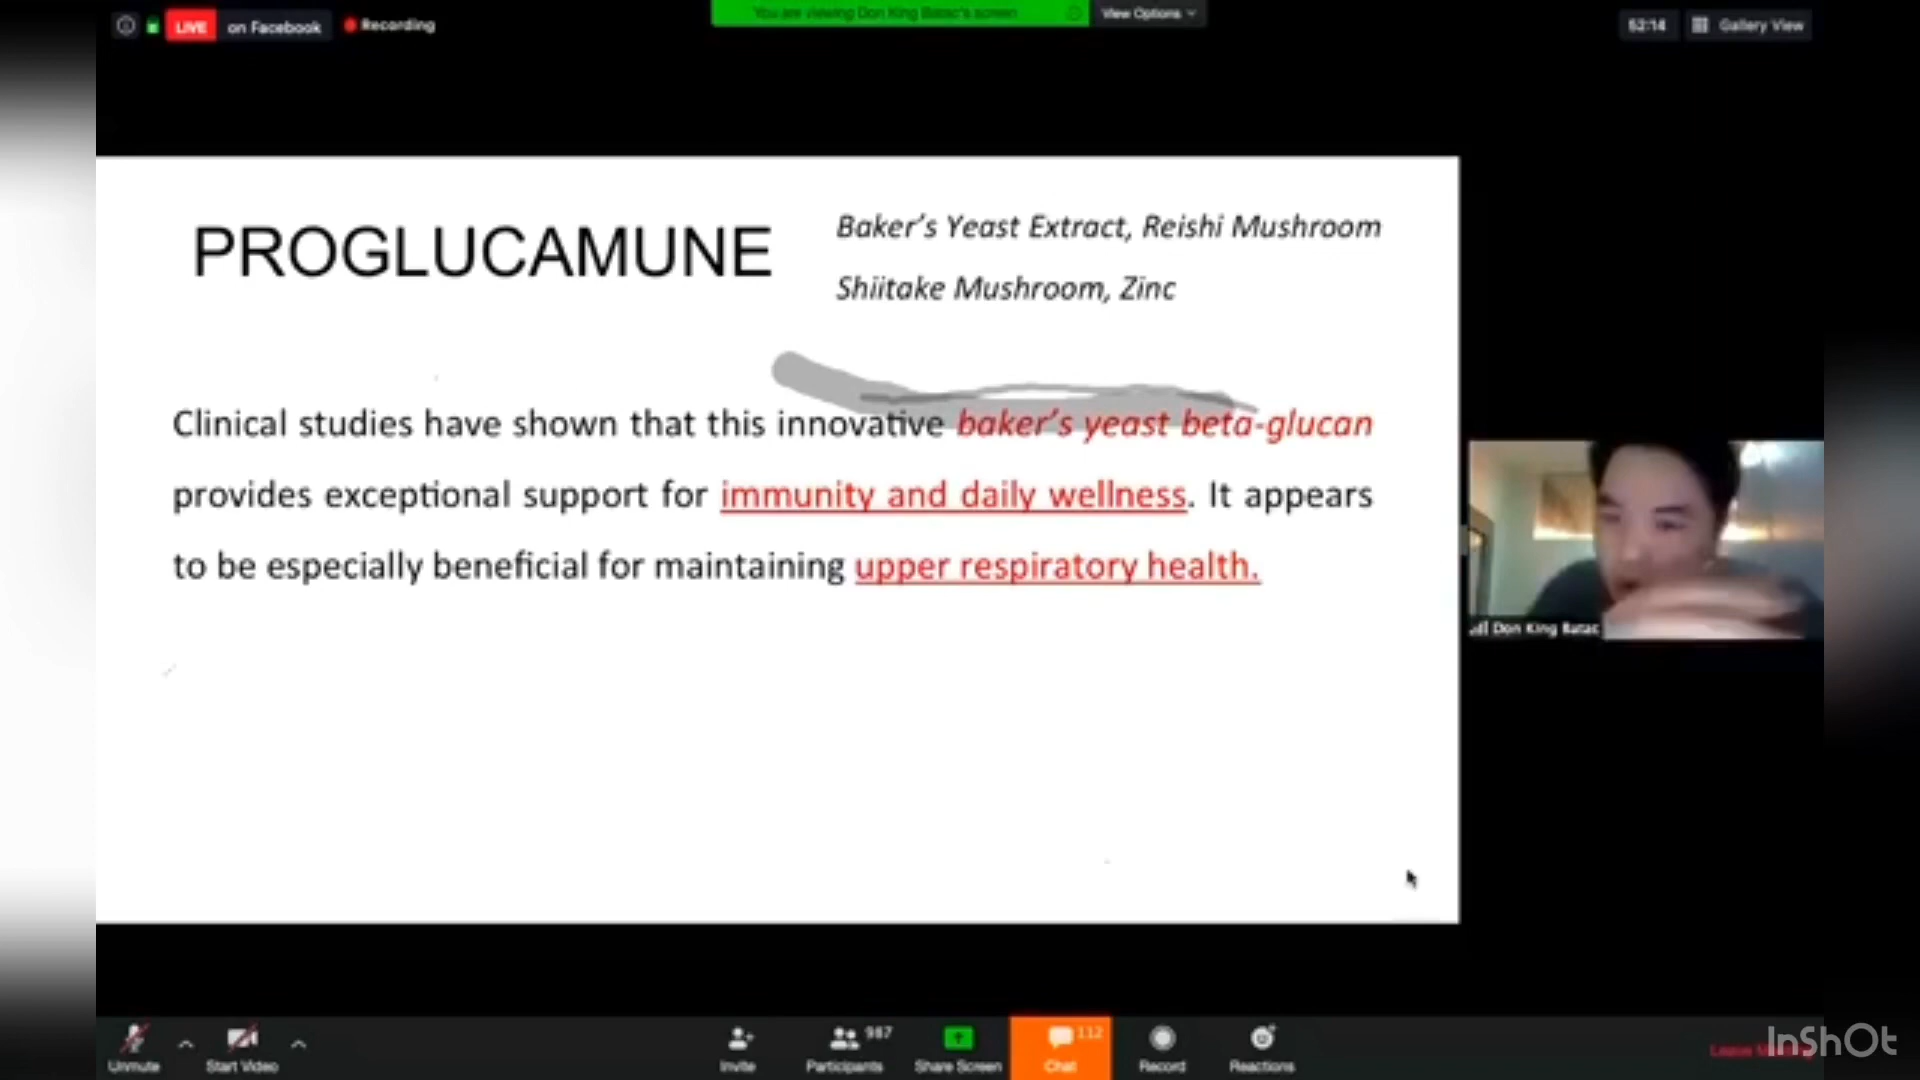 LIVE on Facebook Recording
You are viewing Don King Batac's screen View Options
52:14 Gallery View
PROGLUCAMUNE
Baker's Yeast Extract, Reishi Mushroom
Shiitake Mushroom, Zinc
Clinical studies have shown that this innovative baker's yeast beta-glucan
provides exceptional support for immunity and daily wellness. It appears
to be especially beneficial for maintaining upper respiratory health.
Don King Batac
Unmute Start Video Invite Participants 987 Share Screen Chat 112 Record Reactions Leave
InShOt